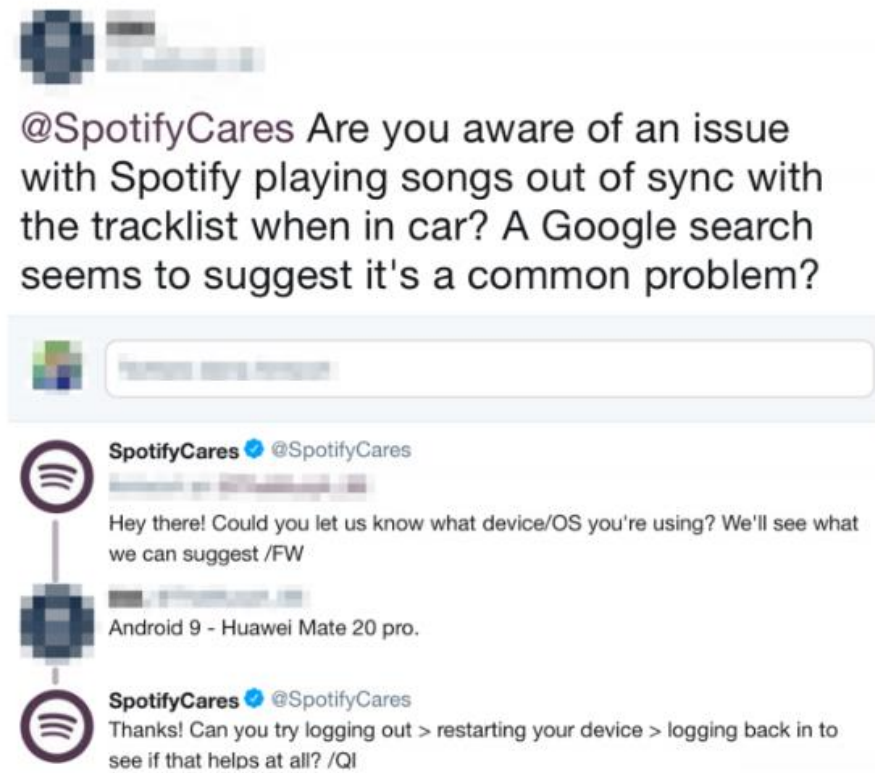 @SpotifyCares Are you aware of an issue
with Spotify playing songs out of sync with
the tracklist when in car? A Google search
seems to suggest it's a common problem?
SpotifyCares @SpotifyCares
Hey there! Could you let us know what device/OS you're using? We'll see what
we can suggest /FW
Android 9 - Huawei Mate 20 pro.
SpotifyCares @SpotifyCares
Thanks! Can you try logging out > restarting your device > logging back in to
see if that helps at all? /QI